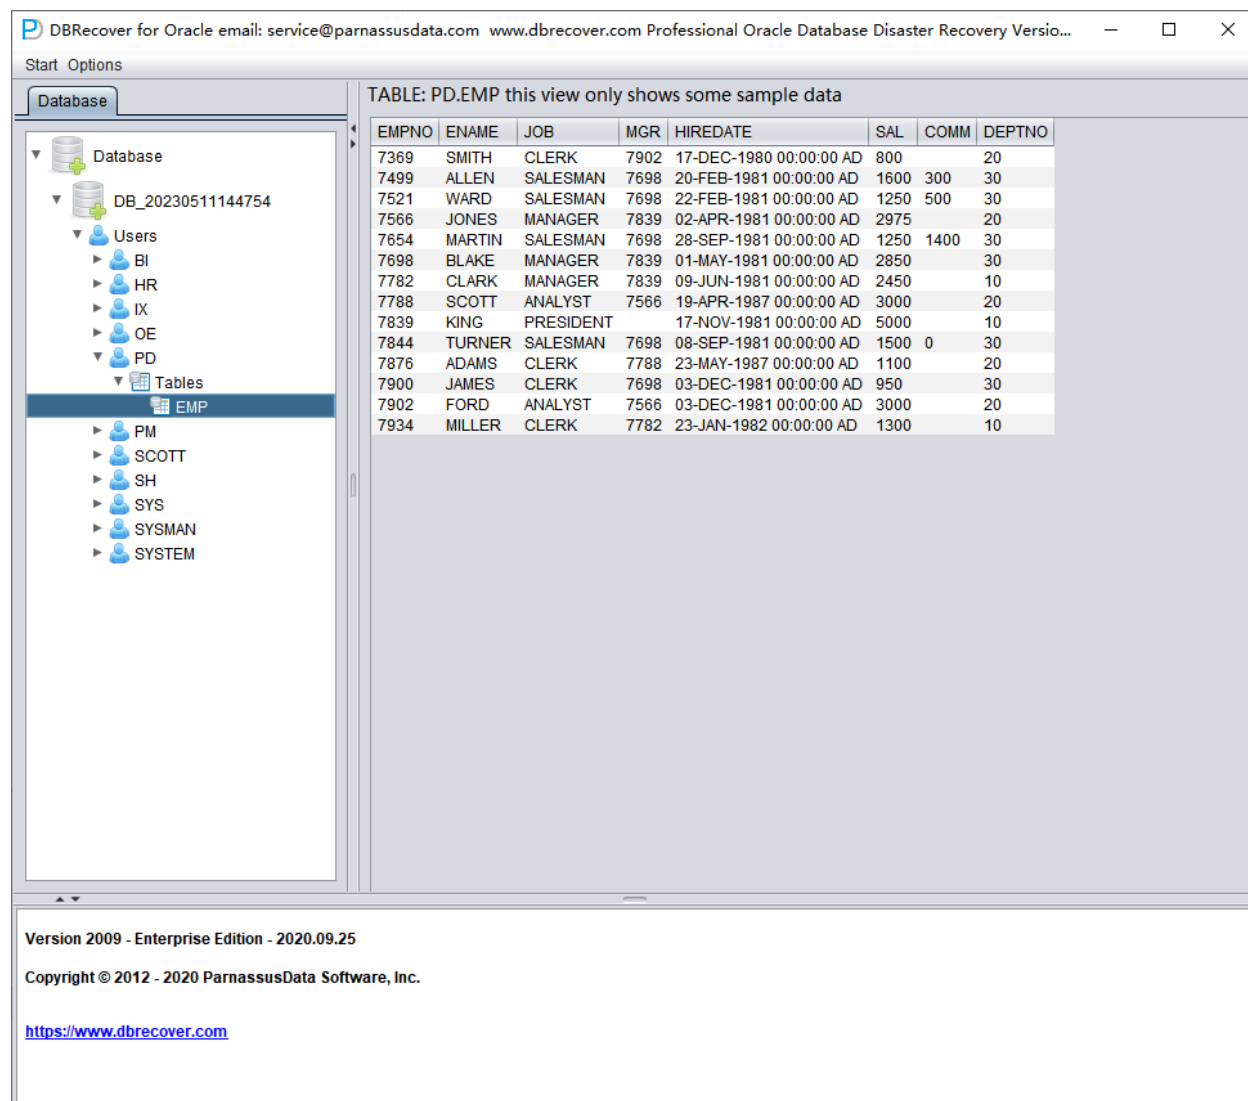 DBRecover for Oracle email: service@parnassusdata.com www.dbrecover.com Professional Oracle Database Disaster Recovery Versio...
Start Options
Database
Database
DB_20230511144754
Users
BI
HR
IX
OE
PD
Tables
EMP
PM
SCOTT
SH
SYS
SYSMAN
SYSTEM
TABLE: PD.EMP this view only shows some sample data
EMPNO ENAME JOB MGR HIREDATE SAL COMM DEPTNO
7369 SMITH CLERK 7902 17-DEC-1980 00:00:00 AD 800 20
7499 ALLEN SALESMAN 7698 20-FEB-1981 00:00:00 AD 1600 300 30
7521 WARD SALESMAN 7698 22-FEB-1981 00:00:00 AD 1250 500 30
7566 JONES MANAGER 7839 02-APR-1981 00:00:00 AD 2975 20
7654 MARTIN SALESMAN 7698 28-SEP-1981 00:00:00 AD 1250 1400 30
7698 BLAKE MANAGER 7839 01-MAY-1981 00:00:00 AD 2850 30
7782 CLARK MANAGER 7839 09-JUN-1981 00:00:00 AD 2450 10
7788 SCOTT ANALYST 7566 19-APR-1987 00:00:00 AD 3000 20
7839 KING PRESIDENT 17-NOV-1981 00:00:00 AD 5000 10
7844 TURNER SALESMAN 7698 08-SEP-1981 00:00:00 AD 1500 0 30
7876 ADAMS CLERK 7788 23-MAY-1987 00:00:00 AD 1100 20
7900 JAMES CLERK 7698 03-DEC-1981 00:00:00 AD 950 30
7902 FORD ANALYST 7566 03-DEC-1981 00:00:00 AD 3000 20
7934 MILLER CLERK 7782 23-JAN-1982 00:00:00 AD 1300 10
Version 2009 - Enterprise Edition - 2020.09.25
Copyright © 2012 - 2020 ParnassusData Software, Inc.
https://www.dbrecover.com